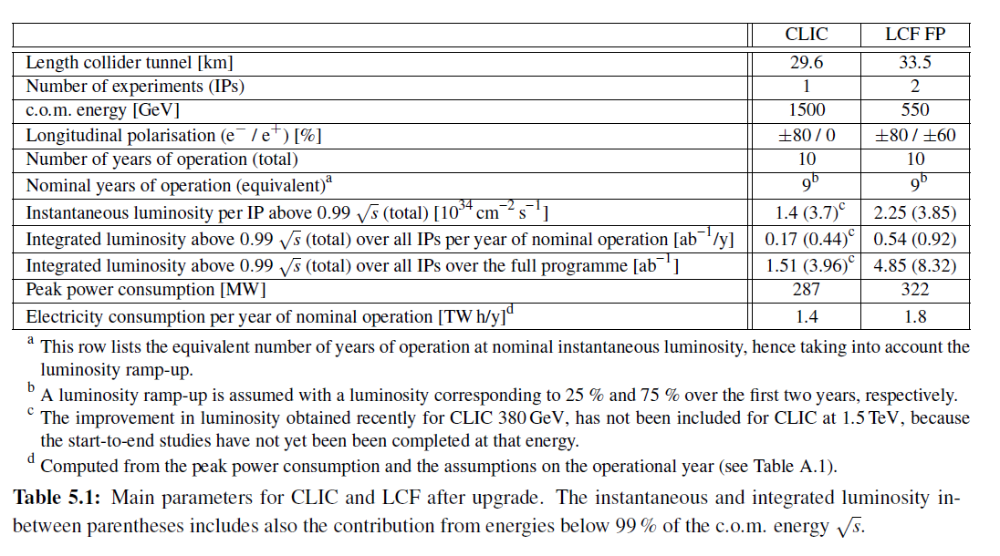 CLIC LCF FP
Length collider tunnel [km] 29.6 33.5
Number of experiments (IPs) 1 2
c.o.m. energy [GeV] 1500 550
Longitudinal polarisation (e⁻ / e⁺) [%] ±80 / 0 ±80 / ±60
Number of years of operation (total) 10 10
Nominal years of operation (equivalent)ᵃ 9ᵇ 9ᵇ
Instantaneous luminosity per IP above 0.99 √s (total) [10³⁴ cm⁻² s⁻¹] 1.4 (3.7)ᶜ 2.25 (3.85)
Integrated luminosity above 0.99 √s (total) over all IPs per year of nominal operation [ab⁻¹/y] 0.17 (0.44)ᶜ 0.54 (0.92)
Integrated luminosity above 0.99 √s (total) over all IPs over the full programme [ab⁻¹] 1.51 (3.96)ᶜ 4.85 (8.32)
Peak power consumption [MW] 287 322
Electricity consumption per year of nominal operation [TW h/y]ᵈ 1.4 1.8
ᵃ This row lists the equivalent number of years of operation at nominal instantaneous luminosity, hence taking into account the
luminosity ramp-up.
ᵇ A luminosity ramp-up is assumed with a luminosity corresponding to 25 % and 75 % over the first two years, respectively.
ᶜ The improvement in luminosity obtained recently for CLIC 380 GeV, has not been included for CLIC at 1.5 TeV, because
the start-to-end studies have not yet been been completed at that energy.
ᵈ Computed from the peak power consumption and the assumptions on the operational year (see Table A.1).
Table 5.1: Main parameters for CLIC and LCF after upgrade. The instantaneous and integrated luminosity in-
between parentheses includes also the contribution from energies below 99 % of the c.o.m. energy √s.